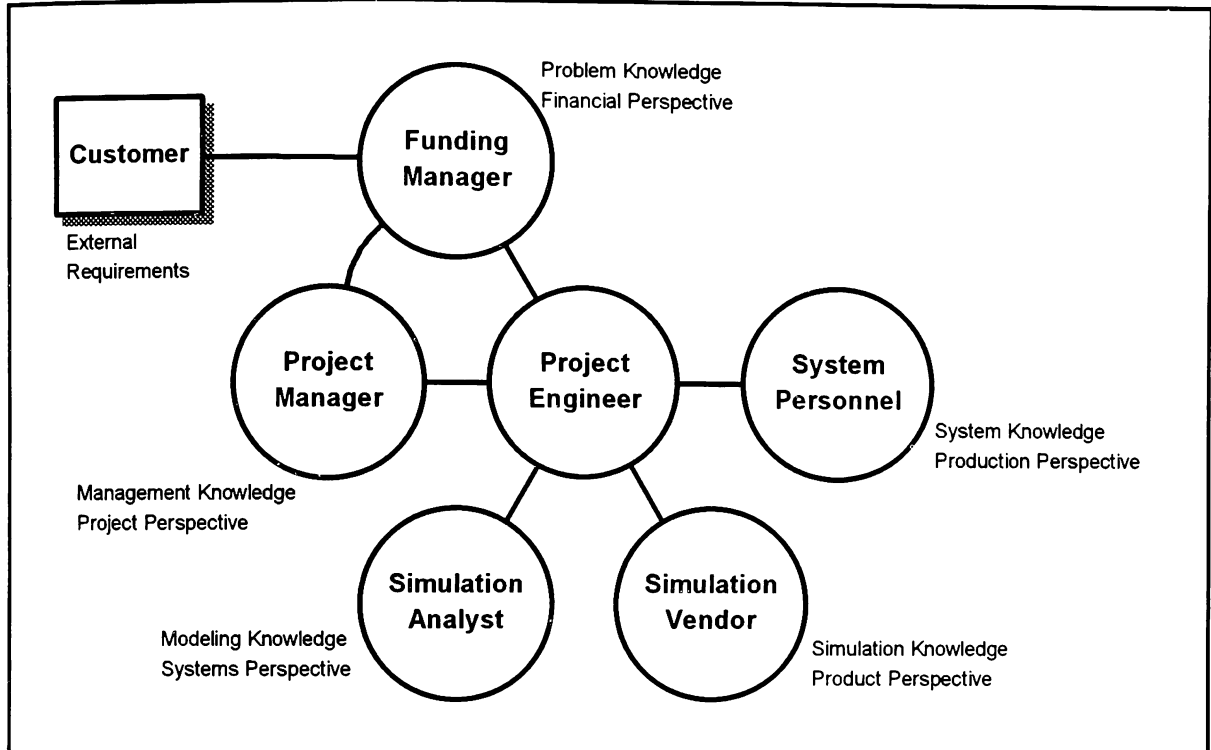 Problem Knowledge
Financial Perspective
Customer
Funding
Manager
External
Requirements
Project
Manager
Project
Engineer
System
Personnel
System Knowledge
Production Perspective
Management Knowledge
Project Perspective
Simulation
Analyst
Simulation
Vendor
Modeling Knowledge
Systems Perspective
Simulation Knowledge
Product Perspective